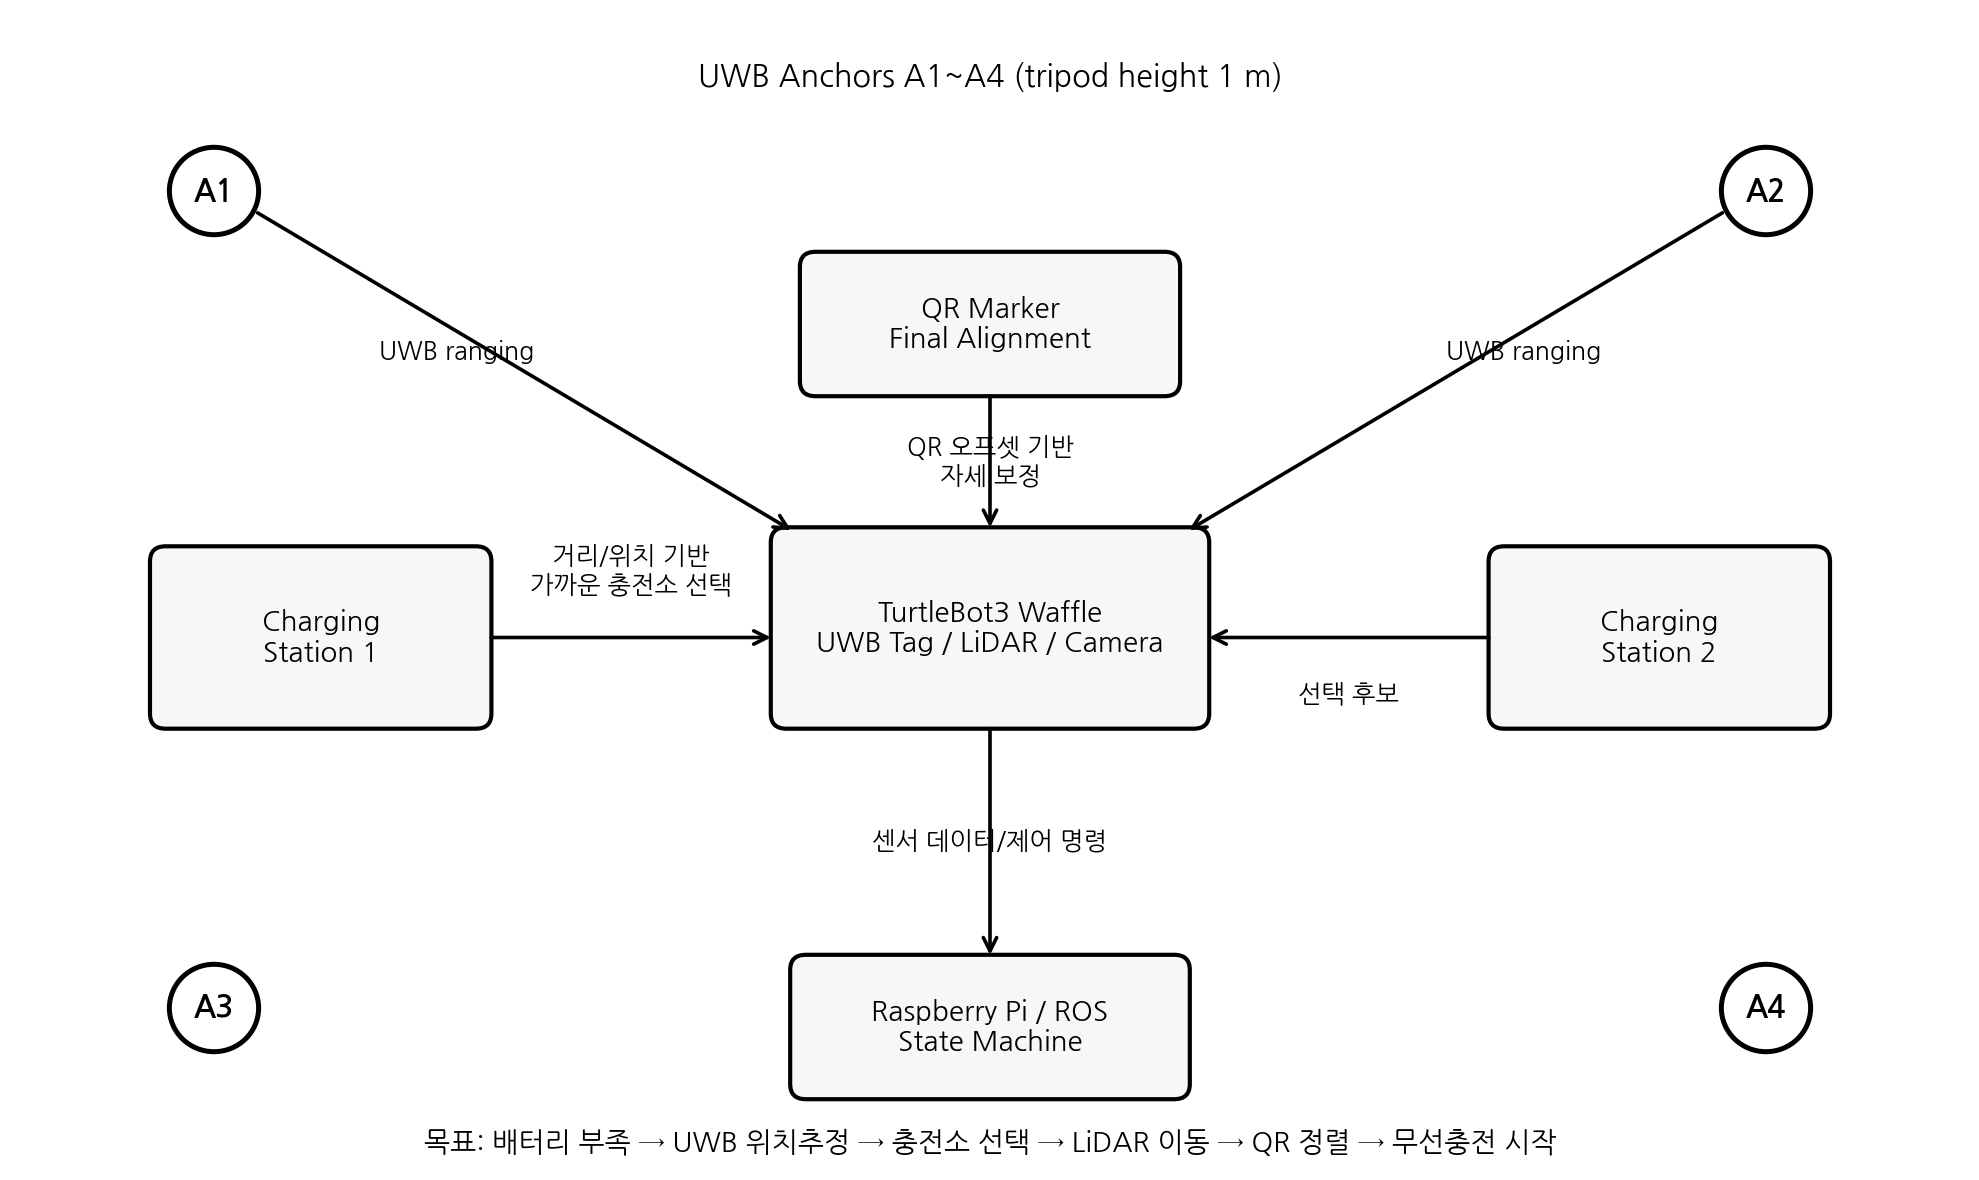 UWB Anchors A1~A4 (tripod height 1 m)
A1
A2
QR Marker
Final Alignment
UWB ranging
UWB ranging
QR 오프셋 기반
자세 보정
거리/위치 기반
가까운 충전소 선택
Charging
Station 1
TurtleBot3 Waffle
UWB Tag / LiDAR / Camera
Charging
Station 2
선택 후보
센서 데이터/제어 명령
A3
A4
Raspberry Pi / ROS
State Machine
목표: 배터리 부족 → UWB 위치추정 → 충전소 선택 → LiDAR 이동 → QR 정렬 → 무선충전 시작